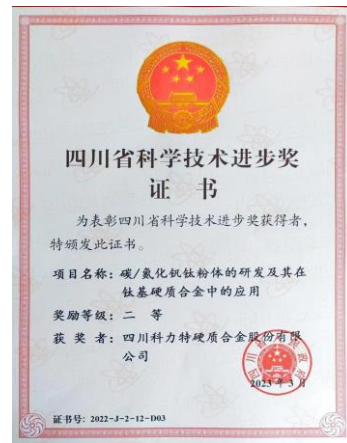 四川省科学技术进步奖
证 书
为表彰四川省科学技术进步奖获得者，
特颁发此证书。
项目名称：碳/氮化钒钛粉体的研发及其在
钛基硬质合金中的应用
奖励等级：二 等
获 奖 者：四川科力特硬质合金股份有限
公司
2023年3月
证书号：2022-J-2-12-D03